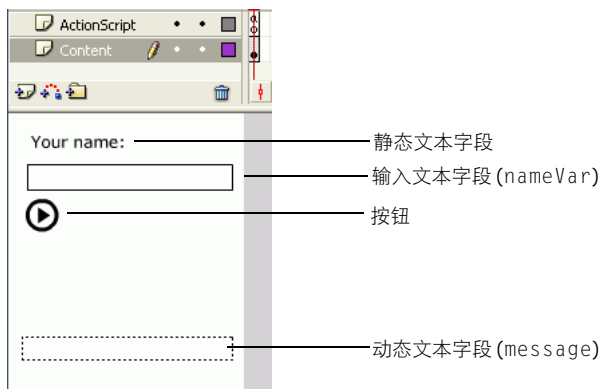 ActionScript
Content
Your name:
静态文本字段
输入文本字段(nameVar)
按钮
动态文本字段(message)